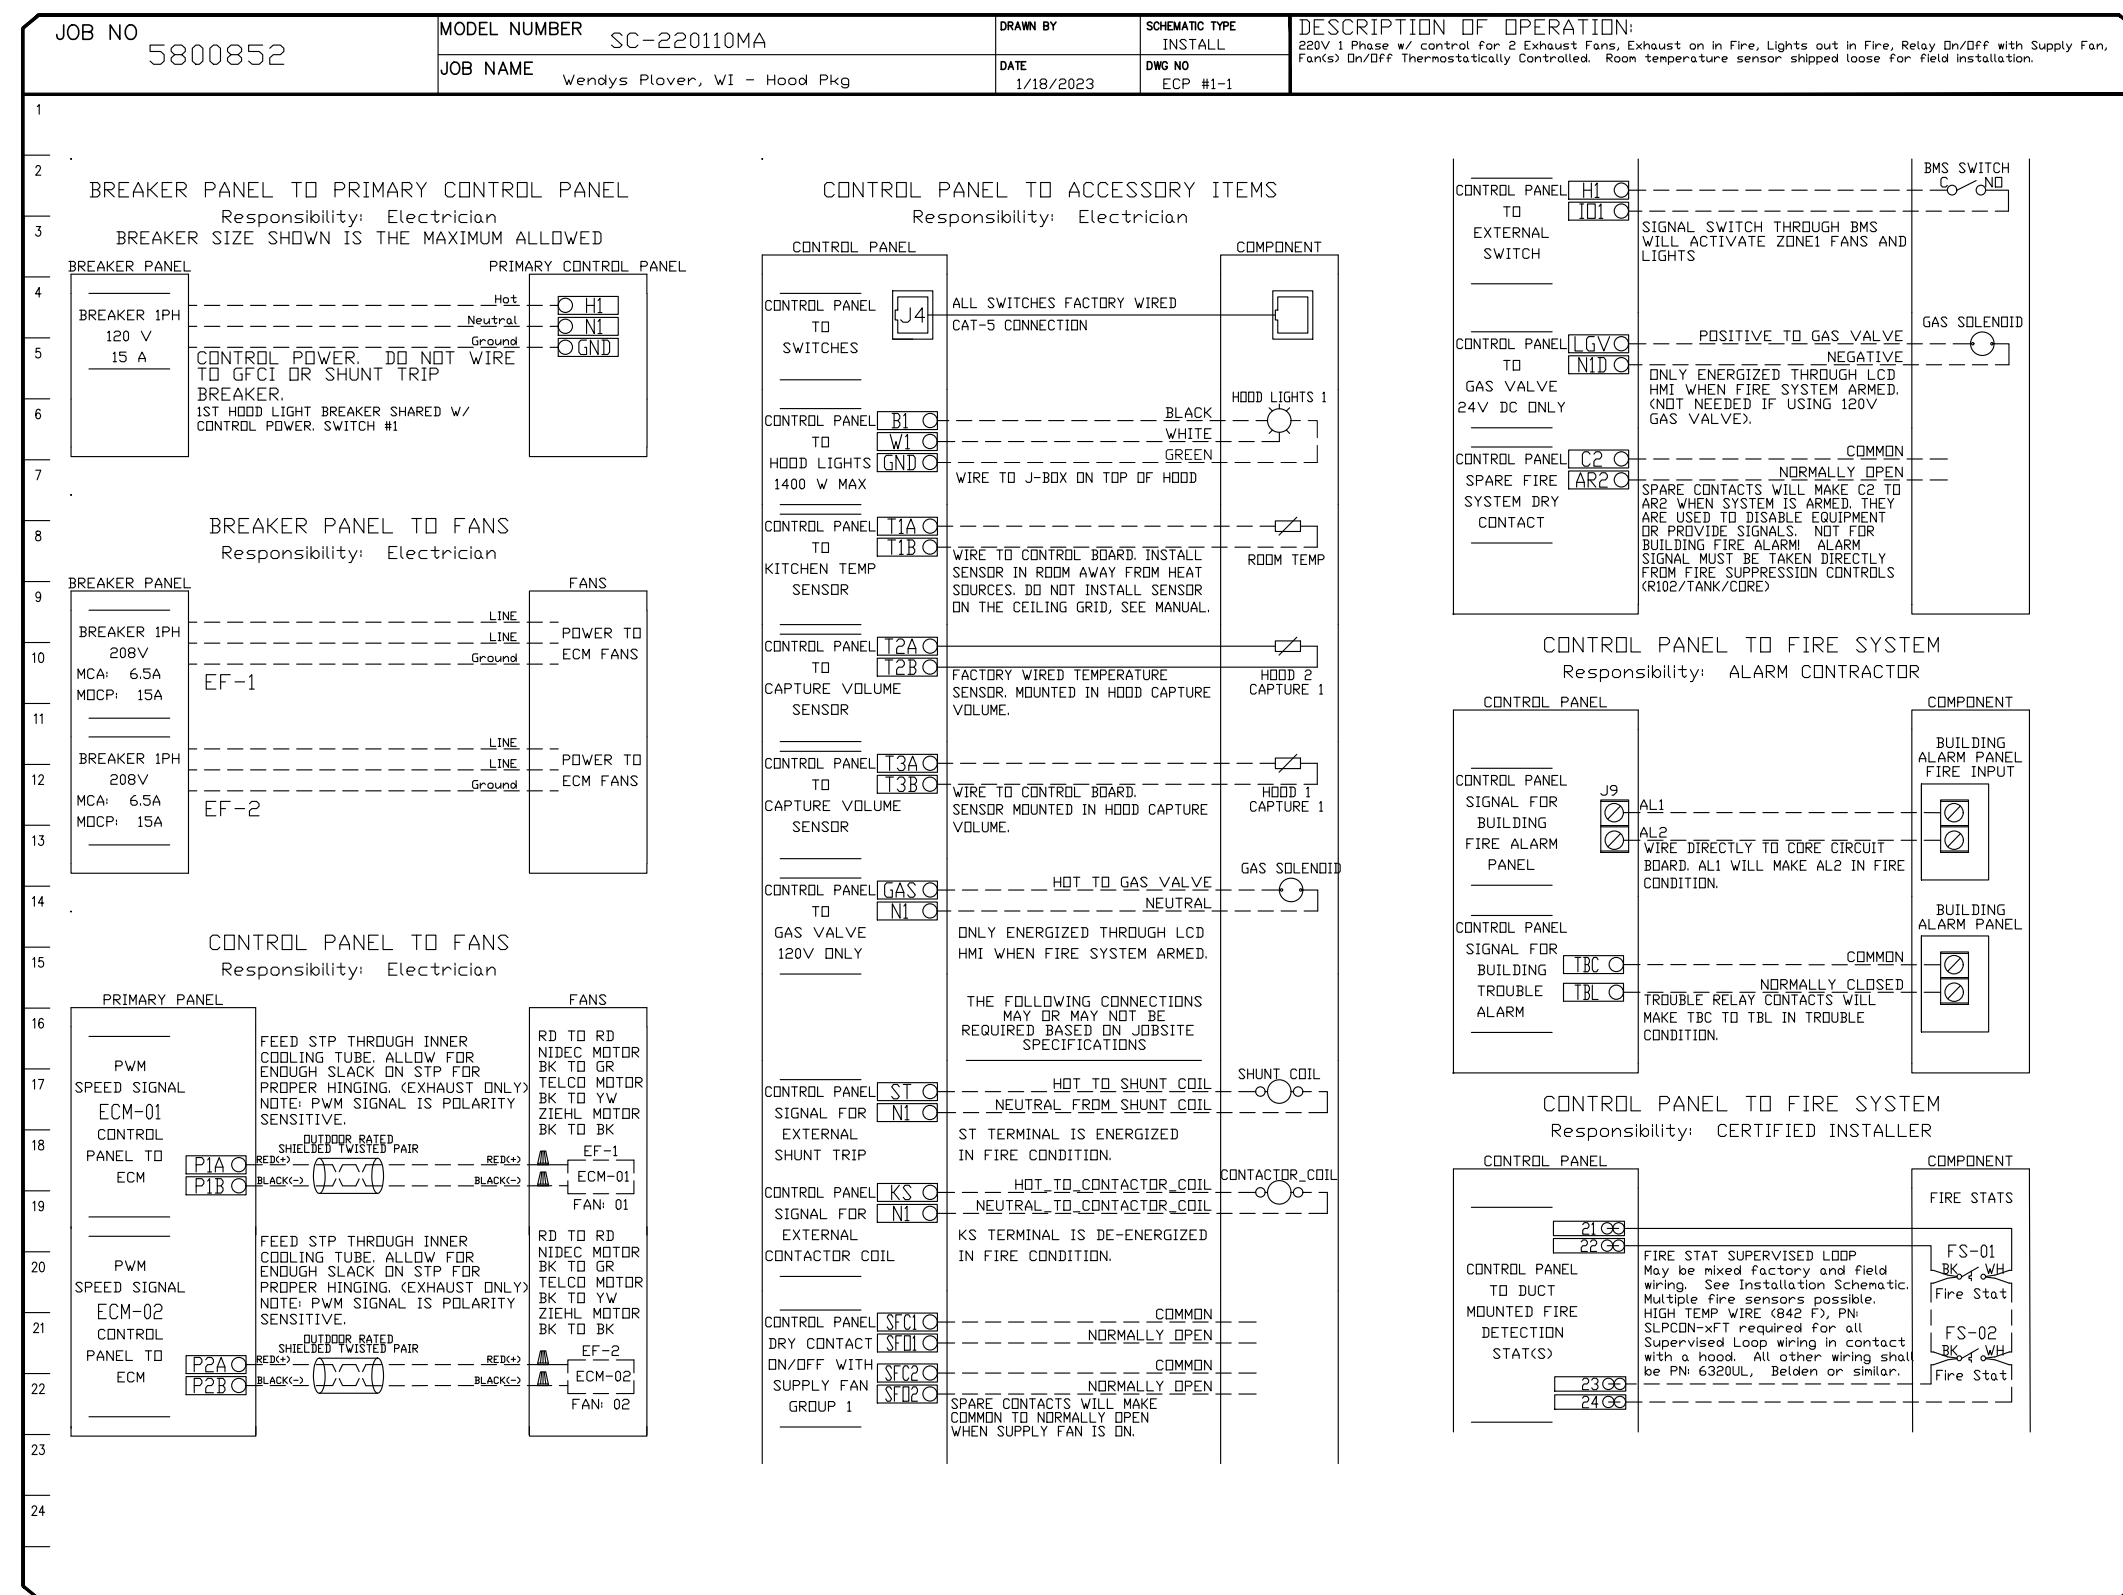 JOB NO
5800852
MODEL NUMBER SC-220110MA
JOB NAME Wendys Plover, WI - Hood Pkg
DRAWN BY
DATE
1/18/2023
SCHEMATIC TYPE
INSTALL
DWG NO
ECP #1-1
DESCRIPTION OF OPERATION:
220V 1 Phase w/ control for 2 Exhaust Fans, Exhaust on in Fire, Lights out in Fire, Relay On/Off with Supply Fan,
Fan(s) On/Off Thermostatically Controlled. Room temperature sensor shipped loose for field installation.
1
2
3
4
5
6
7
8
9
10
11
12
13
14
15
16
17
18
19
20
21
22
23
24
BREAKER PANEL TO PRIMARY CONTROL PANEL
Responsibility: Electrician
BREAKER SIZE SHOWN IS THE MAXIMUM ALLOWED
BREAKER PANEL
PRIMARY CONTROL PANEL
BREAKER 1PH
120 V
15 A
Hot
H1
Neutral
N1
Ground
GND
CONTROL POWER. DO NOT WIRE
TO GFCI OR SHUNT TRIP
BREAKER.
1ST HOOD LIGHT BREAKER SHARED W/
CONTROL POWER. SWITCH #1
BREAKER PANEL TO FANS
Responsibility: Electrician
BREAKER PANEL
FANS
BREAKER 1PH
208V
MCA: 6.5A
MOCP: 15A
LINE
LINE
Ground
EF-1
POWER TO
ECM FANS
BREAKER 1PH
208V
MCA: 6.5A
MOCP: 15A
LINE
LINE
Ground
EF-2
POWER TO
ECM FANS
CONTROL PANEL TO FANS
Responsibility: Electrician
PRIMARY PANEL
FANS
PWM
SPEED SIGNAL
ECM-01
CONTROL
PANEL TO
ECM
P1A
P1B
FEED STP THROUGH INNER
COOLING TUBE. ALLOW FOR
ENOUGH SLACK ON STP FOR
PROPER HINGING. (EXHAUST ONLY)
NOTE: PWM SIGNAL IS POLARITY
SENSITIVE.
OUTDOOR RATED
SHIELDED TWISTED PAIR
RED(+)
BLACK(-)
RED(+)
BLACK(-)
RD TO RD
NIDEC MOTOR
BK TO GR
TELCO MOTOR
BK TO YW
ZIEHL MOTOR
BK TO BK
EF-1
ECM-01
FAN: 01
PWM
SPEED SIGNAL
ECM-02
CONTROL
PANEL TO
ECM
P2A
P2B
FEED STP THROUGH INNER
COOLING TUBE. ALLOW FOR
ENOUGH SLACK ON STP FOR
PROPER HINGING. (EXHAUST ONLY)
NOTE: PWM SIGNAL IS POLARITY
SENSITIVE.
OUTDOOR RATED
SHIELDED TWISTED PAIR
RED(+)
BLACK(-)
RED(+)
BLACK(-)
RD TO RD
NIDEC MOTOR
BK TO GR
TELCO MOTOR
BK TO YW
ZIEHL MOTOR
BK TO BK
EF-2
ECM-02
FAN: 02
CONTROL PANEL TO ACCESSORY ITEMS
Responsibility: Electrician
CONTROL PANEL
COMPONENT
CONTROL PANEL
TO
SWITCHES
J4
ALL SWITCHES FACTORY WIRED
CAT-5 CONNECTION
CONTROL PANEL
TO
HOOD LIGHTS
1400 W MAX
B1
W1
GND
BLACK
WHITE
GREEN
HOOD LIGHTS 1
WIRE TO J-BOX ON TOP OF HOOD
CONTROL PANEL
TO
KITCHEN TEMP
SENSOR
T1A
T1B
WIRE TO CONTROL BOARD. INSTALL
SENSOR IN ROOM AWAY FROM HEAT
SOURCES. DO NOT INSTALL SENSOR
ON THE CEILING GRID, SEE MANUAL.
ROOM TEMP
CONTROL PANEL
TO
CAPTURE VOLUME
SENSOR
T2A
T2B
FACTORY WIRED TEMPERATURE
SENSOR. MOUNTED IN HOOD CAPTURE
VOLUME.
HOOD 2
CAPTURE 1
CONTROL PANEL
TO
CAPTURE VOLUME
SENSOR
T3A
T3B
WIRE TO CONTROL BOARD.
SENSOR MOUNTED IN HOOD CAPTURE
VOLUME.
HOOD 1
CAPTURE 1
CONTROL PANEL
TO
GAS VALVE
120V ONLY
GAS
N1
HOT TO GAS VALVE
NEUTRAL
GAS SOLENOID
ONLY ENERGIZED THROUGH LCD
HMI WHEN FIRE SYSTEM ARMED.
THE FOLLOWING CONNECTIONS
MAY OR MAY NOT BE
REQUIRED BASED ON JOBSITE
SPECIFICATIONS
CONTROL PANEL
SIGNAL FOR
EXTERNAL
SHUNT TRIP
ST
N1
HOT TO SHUNT COIL
NEUTRAL FROM SHUNT COIL
SHUNT COIL
ST TERMINAL IS ENERGIZED
IN FIRE CONDITION.
CONTROL PANEL
SIGNAL FOR
EXTERNAL
CONTACTOR COIL
KS
N1
HOT_TO_CONTACTOR_COIL
NEUTRAL_TO_CONTACTOR_COIL
CONTACTOR_COIL
KS TERMINAL IS DE-ENERGIZED
IN FIRE CONDITION.
CONTROL PANEL
DRY CONTACT
ON/OFF WITH
SUPPLY FAN
GROUP 1
SFC1
SFO1
SFC2
SFO2
COMMON
NORMALLY OPEN
COMMON
NORMALLY OPEN
SPARE CONTACTS WILL MAKE
COMMON TO NORMALLY OPEN
WHEN SUPPLY FAN IS ON.
CONTROL PANEL
TO
EXTERNAL
SWITCH
H1
IO1
BMS SWITCH
C NO
SIGNAL SWITCH THROUGH BMS
WILL ACTIVATE ZONE1 FANS AND
LIGHTS
CONTROL PANEL
TO
GAS VALVE
24V DC ONLY
LGV
N1D
POSITIVE TO GAS VALVE
NEGATIVE
GAS SOLENOID
ONLY ENERGIZED THROUGH LCD
HMI WHEN FIRE SYSTEM ARMED.
(NOT NEEDED IF USING 120V
GAS VALVE).
CONTROL PANEL
SPARE FIRE
SYSTEM DRY
CONTACT
C2
AR2
COMMON
NORMALLY OPEN
SPARE CONTACTS WILL MAKE C2 TO
AR2 WHEN SYSTEM IS ARMED. THEY
ARE USED TO DISABLE EQUIPMENT
OR PROVIDE SIGNALS. NOT FOR
BUILDING FIRE ALARM! ALARM
SIGNAL MUST BE TAKEN DIRECTLY
FROM FIRE SUPPRESSION CONTROLS
(R102/TANK/CORE)
CONTROL PANEL TO FIRE SYSTEM
Responsibility: ALARM CONTRACTOR
CONTROL PANEL
COMPONENT
CONTROL PANEL
SIGNAL FOR
BUILDING
FIRE ALARM
PANEL
J9
AL1
AL2
WIRE DIRECTLY TO CORE CIRCUIT
BOARD. AL1 WILL MAKE AL2 IN FIRE
CONDITION.
BUILDING
ALARM PANEL
FIRE INPUT
CONTROL PANEL
SIGNAL FOR
BUILDING
TROUBLE
ALARM
TBC
TBL
COMMON
NORMALLY CLOSED
TROUBLE RELAY CONTACTS WILL
MAKE TBC TO TBL IN TROUBLE
CONDITION.
BUILDING
ALARM PANEL
CONTROL PANEL TO FIRE SYSTEM
Responsibility: CERTIFIED INSTALLER
CONTROL PANEL
COMPONENT
FIRE STATS
21
22
CONTROL PANEL
TO DUCT
MOUNTED FIRE
DETECTION
STAT(S)
23
24
FIRE STAT SUPERVISED LOOP
May be mixed factory and field
wiring. See Installation Schematic.
Multiple fire sensors possible.
HIGH TEMP WIRE (842 F), PN:
SLPCON-xFT required for all
Supervised Loop wiring in contact
with a hood. All other wiring shall
be PN: 6320UL, Belden or similar.
FS-01
BK WH
Fire Stat
FS-02
BK WH
Fire Stat